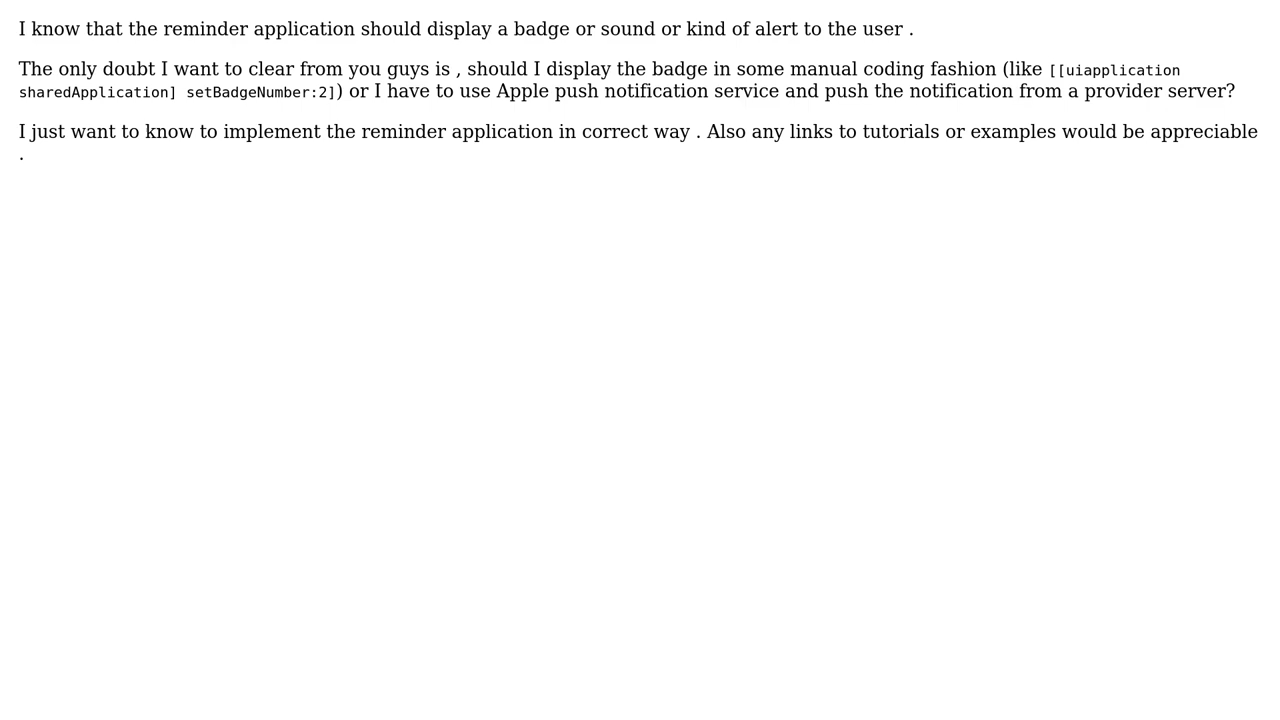 I know that the reminder application should display a badge or sound or kind of alert to the user .
The only doubt I want to clear from you guys is , should I display the badge in some manual coding fashion (like [[uiapplication
sharedApplication] setBadgeNumber:2]) or I have to use Apple push notification service and push the notification from a provider server?
I just want to know to implement the reminder application in correct way . Also any links to tutorials or examples would be appreciable
.